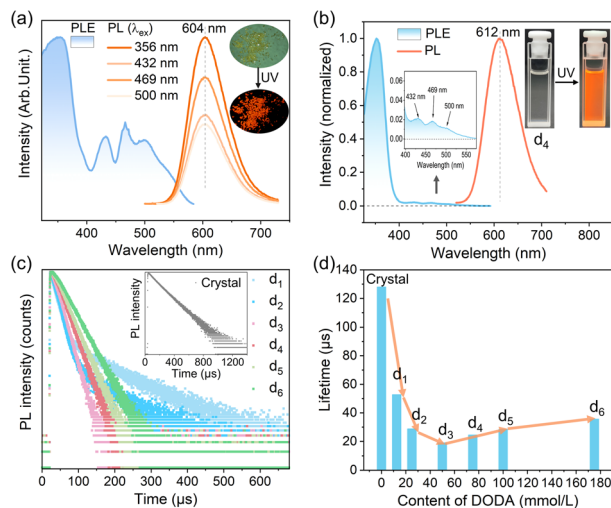 (a)
PLE
PL (λex)
356 nm
432 nm
469 nm
500 nm
604 nm
UV
Intensity (Arb.Unit.)
400 500 600 700
Wavelength (nm)
(b)
PLE
PL
612 nm
UV
d4
Intensity (normalized)
1.0
0.8
0.6
0.4
0.2
0.0
0.06
0.04
0.02
0.00
432 nm
469 nm
500 nm
400 450 500 550
Wavelength (nm)
400 500 600 700 800
Wavelength (nm)
(c)
PL intensity (counts)
Crystal
PL intensity
0 400 800 1200
Time (μs)
d1
d2
d3
d4
d5
d6
0 100 200 300 400 500 600
Time (μs)
(d)
Lifetime (μs)
140
120
100
80
60
40
20
0
Crystal
d1
d2
d3
d4
d5
d6
0 20 40 60 80 100 120 140 160 180
Content of DODA (mmol/L)